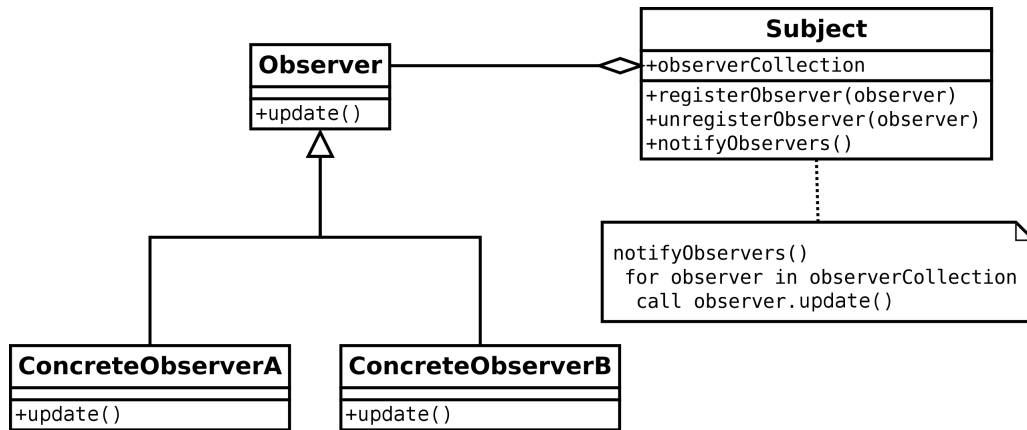 Subject
+observerCollection
+registerObserver(observer)
+unregisterObserver(observer)
+notifyObservers()
Observer
+update()
notifyObservers()
for observer in observerCollection
call observer.update()
ConcreteObserverA
+update()
ConcreteObserverB
+update()